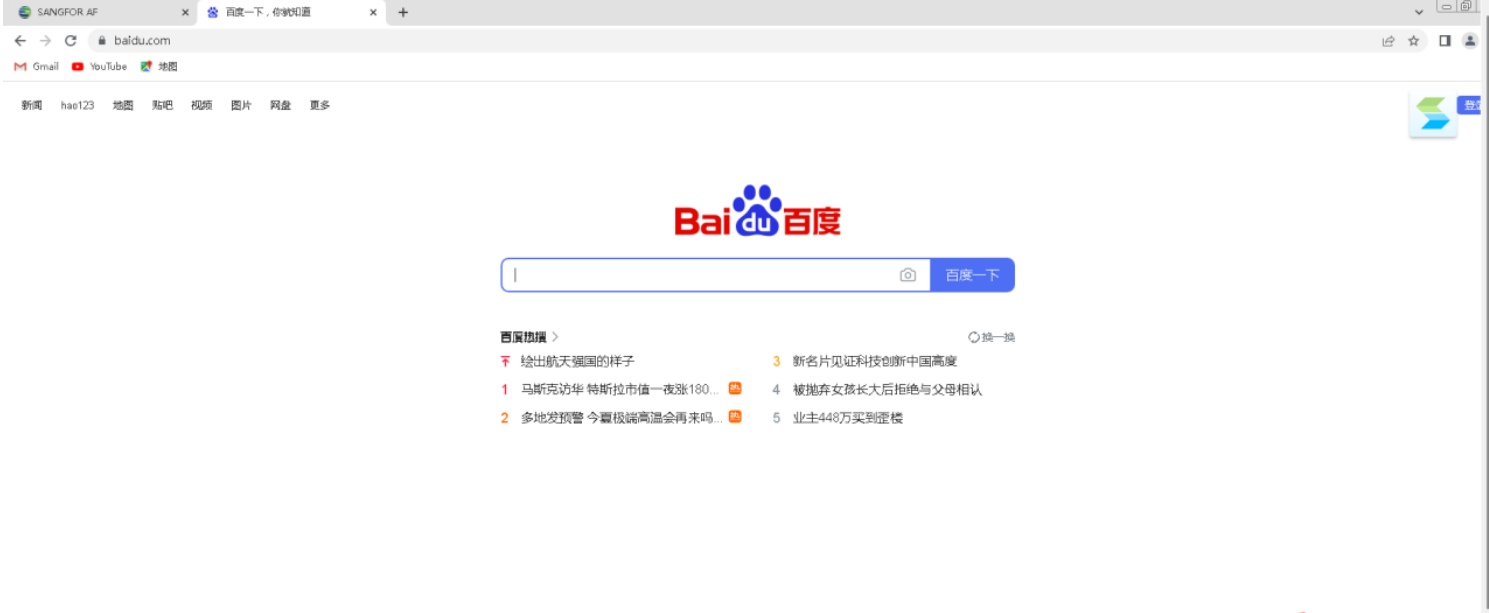 SANGFOR AF
百度一下，你就知道
baidu.com
Gmail YouTube 地图
新闻 hao123 地图 贴吧 视频 图片 网盘 更多
Bai du 百度
百度一下
百度热搜
换一换
绘出航天强国的样子
1 马斯克访华 特斯拉市值一夜涨180... 热
2 多地发预警 今夏极端高温会再来吗... 热
3 新名片见证科技创新中国高度
4 被抛弃女孩长大后拒绝与父母相认
5 业主448万买到歪楼